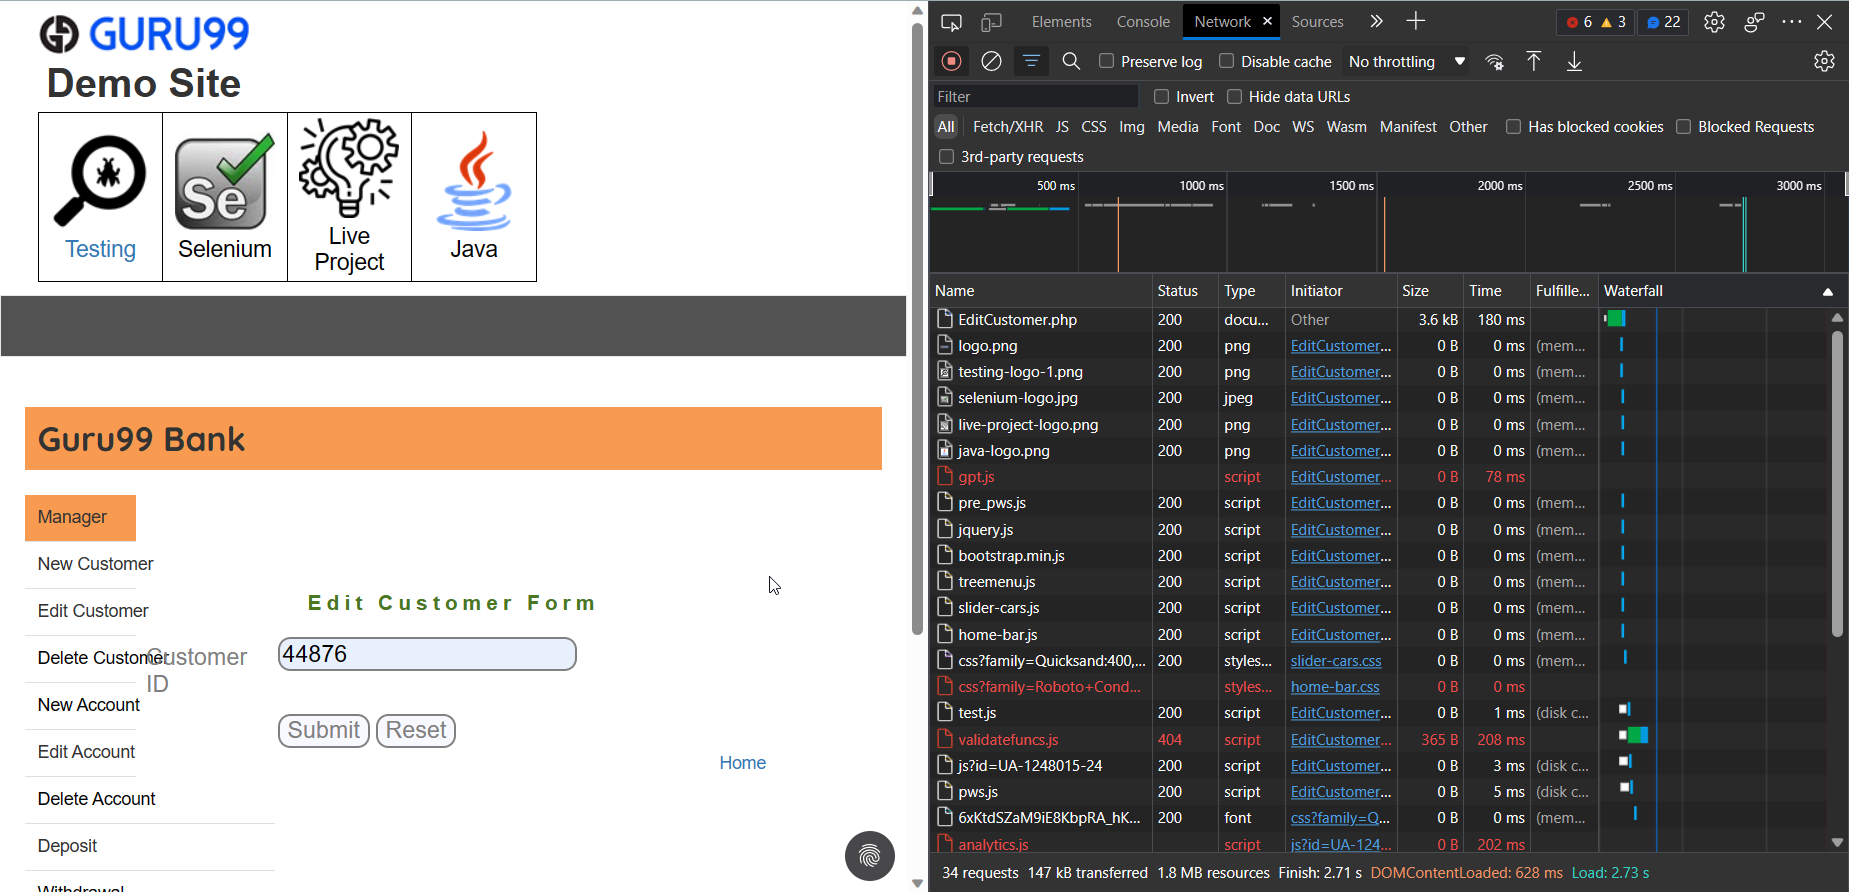 GURU99
Demo Site
Testing
Selenium
Live
Project
Java
Guru99 Bank
Manager
New Customer
Edit Customer
Delete Customer
New Account
Edit Account
Delete Account
Deposit
Withdrawal
Edit Customer Form
Customer
ID
44876
Submit Reset
Home
Elements Console Network Sources 6 3 22
Preserve log Disable cache No throttling
Filter Invert Hide data URLs
All Fetch/XHR JS CSS Img Media Font Doc WS Wasm Manifest Other Has blocked cookies Blocked Requests
3rd-party requests
500 ms 1000 ms 1500 ms 2000 ms 2500 ms 3000 ms
Name Status Type Initiator Size Time Fulfille... Waterfall
EditCustomer.php 200 docu... Other 3.6 kB 180 ms
logo.png 200 png EditCustomer... 0 B 0 ms (mem...
testing-logo-1.png 200 png EditCustomer... 0 B 0 ms (mem...
selenium-logo.jpg 200 jpeg EditCustomer... 0 B 0 ms (mem...
live-project-logo.png 200 png EditCustomer... 0 B 0 ms (mem...
java-logo.png 200 png EditCustomer... 0 B 0 ms (mem...
gpt.js script EditCustomer... 0 B 78 ms
pre_pws.js 200 script EditCustomer... 0 B 0 ms (mem...
jquery.js 200 script EditCustomer... 0 B 0 ms (mem...
bootstrap.min.js 200 script EditCustomer... 0 B 0 ms (mem...
treemenu.js 200 script EditCustomer... 0 B 0 ms (mem...
slider-cars.js 200 script EditCustomer... 0 B 0 ms (mem...
home-bar.js 200 script EditCustomer... 0 B 0 ms (mem...
css?family=Quicksand:400,... 200 styles... slider-cars.css 0 B 0 ms (mem...
css?family=Roboto+Cond... styles... home-bar.css 0 B 0 ms
test.js 200 script EditCustomer... 0 B 1 ms (disk c...
validatefuncs.js 404 script EditCustomer... 365 B 208 ms
js?id=UA-1248015-24 200 script EditCustomer... 0 B 3 ms (disk c...
pws.js 200 script EditCustomer... 0 B 5 ms (disk c...
6xKtdSZaM9iE8KbpRA_hK... 200 font css?family=Q... 0 B 0 ms (mem...
analytics.js script js?id=UA-124... 0 B 202 ms
34 requests 147 kB transferred 1.8 MB resources Finish: 2.71 s DOMContentLoaded: 628 ms Load: 2.73 s